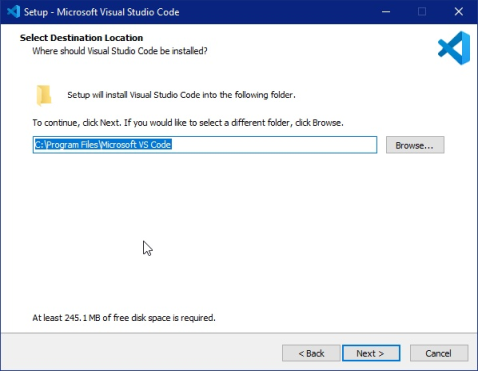 Setup - Microsoft Visual Studio Code
Select Destination Location
Where should Visual Studio Code be installed?
Setup will install Visual Studio Code into the following folder.
To continue, click Next. If you would like to select a different folder, click Browse.
C:\Program Files\Microsoft VS Code
Browse...
At least 245.1 MB of free disk space is required.
< Back
Next >
Cancel